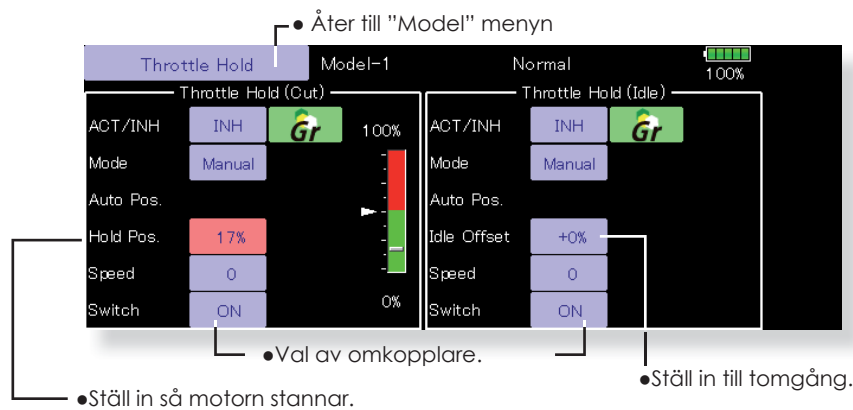 ● Åter till ”Model” menyn
Throttle Hold Model-1 Normal 100%
Throttle Hold (Cut) Throttle Hold (Idle)
ACT/INH INH Gr 100% ACT/INH INH Gr
Mode Manual Mode Manual
Auto Pos. Auto Pos.
Hold Pos. 17% Idle Offset +0%
Speed 0 Speed 0
Switch ON 0% Switch ON
●Val av omkopplare.
●Ställ in till tomgång.
●Ställ in så motorn stannar.